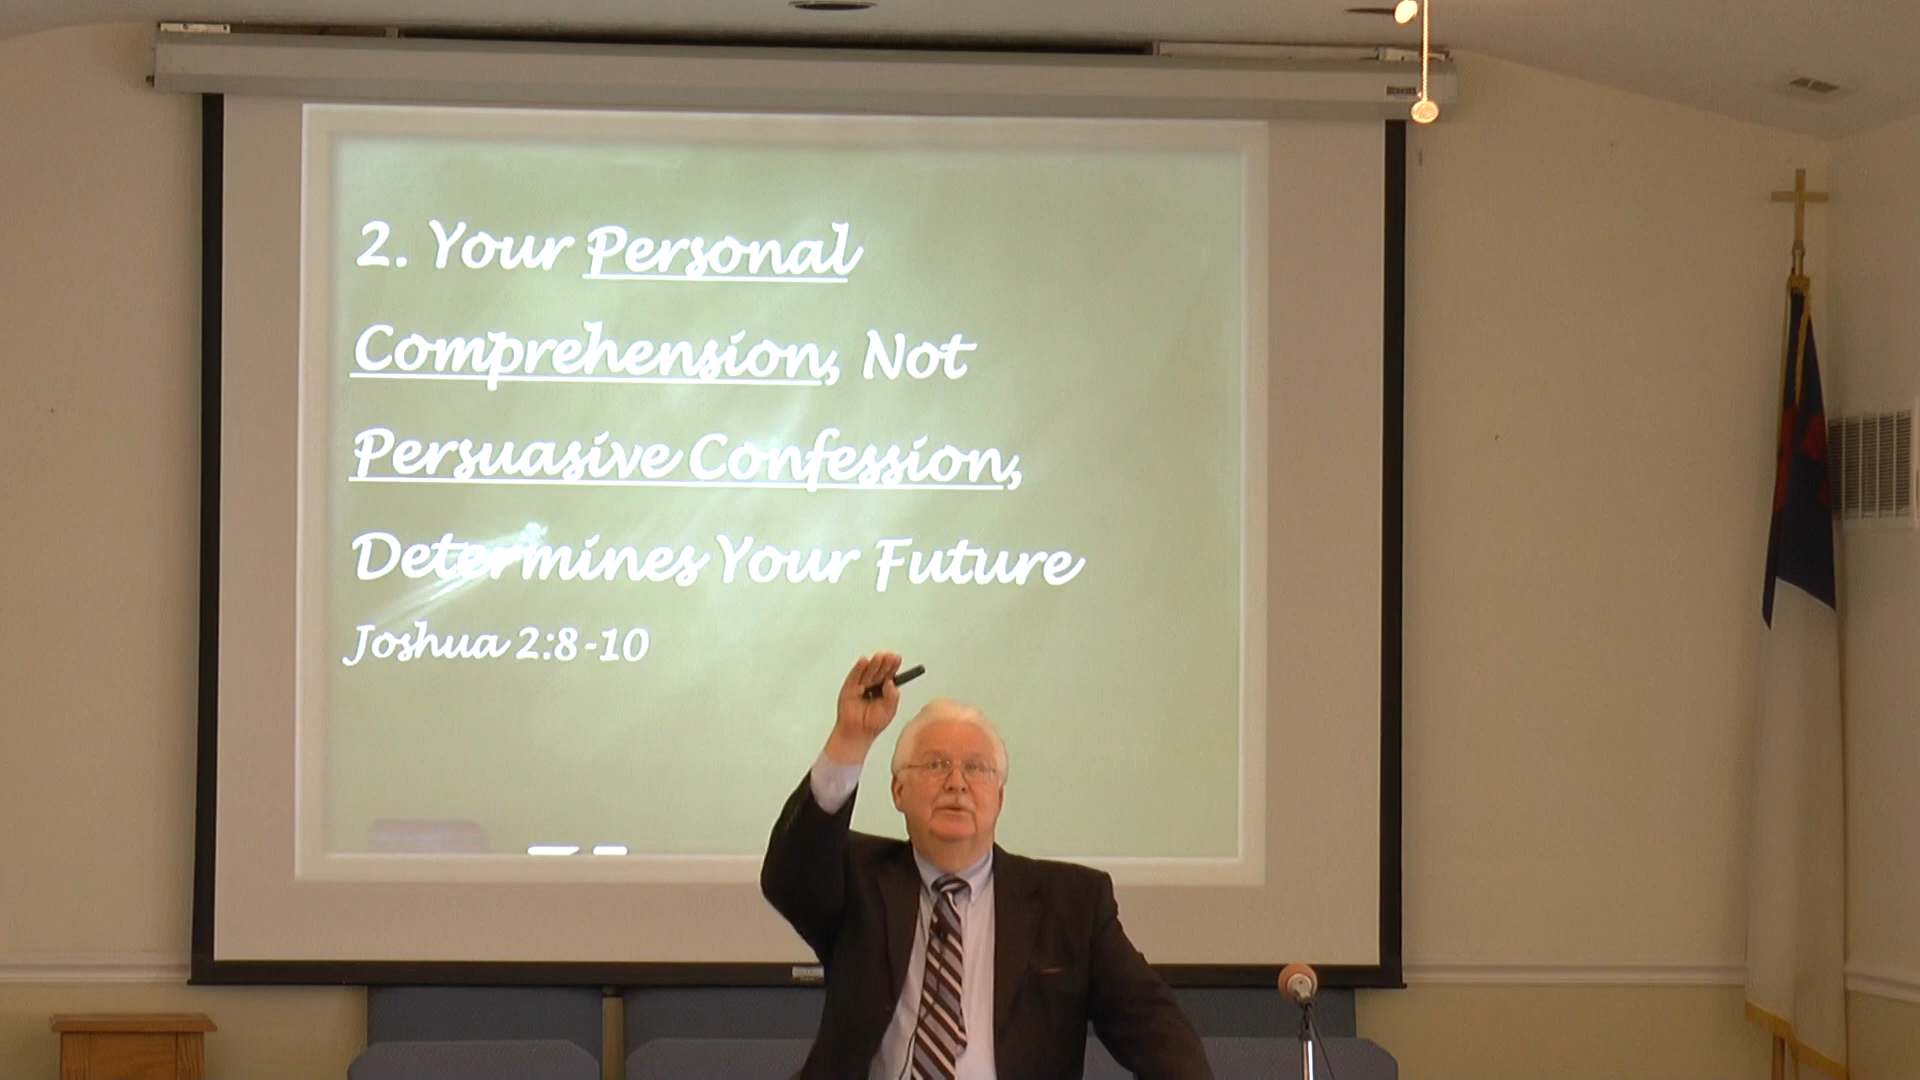 2. Your Personal
Comprehension, Not
Persuasive Confession,
Determines Your Future
Joshua 2:8-10